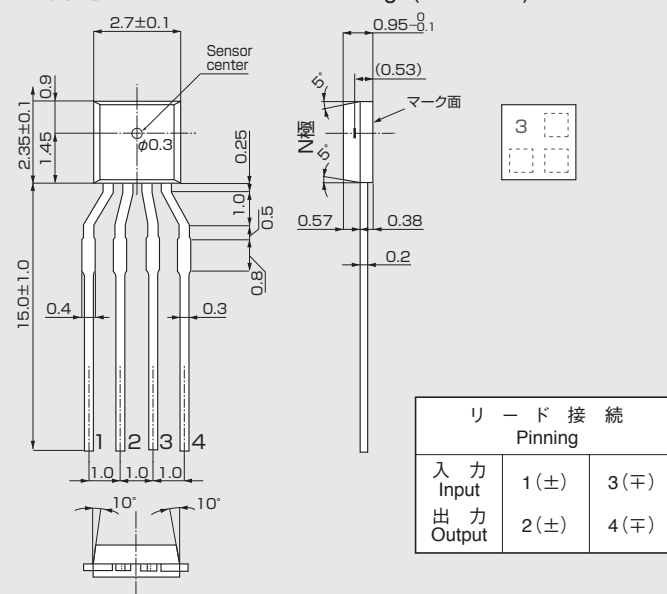 2.7±0.1
Sensor
center
0.9
2.35±0.1
1.45
φ0.3
0.25
1.0
0.5
0.8
15.0±1.0
0.4
0.3
1 2 3 4
1.0 1.0 1.0
10° 10°
0.95 0 -0.1
(0.53)
5°
マーク面
N極
5°
0.57 0.38
0.2
3
リード接続
Pinning
入力 1(±) 3(∓)
Input
出力 2(±) 4(∓)
Output